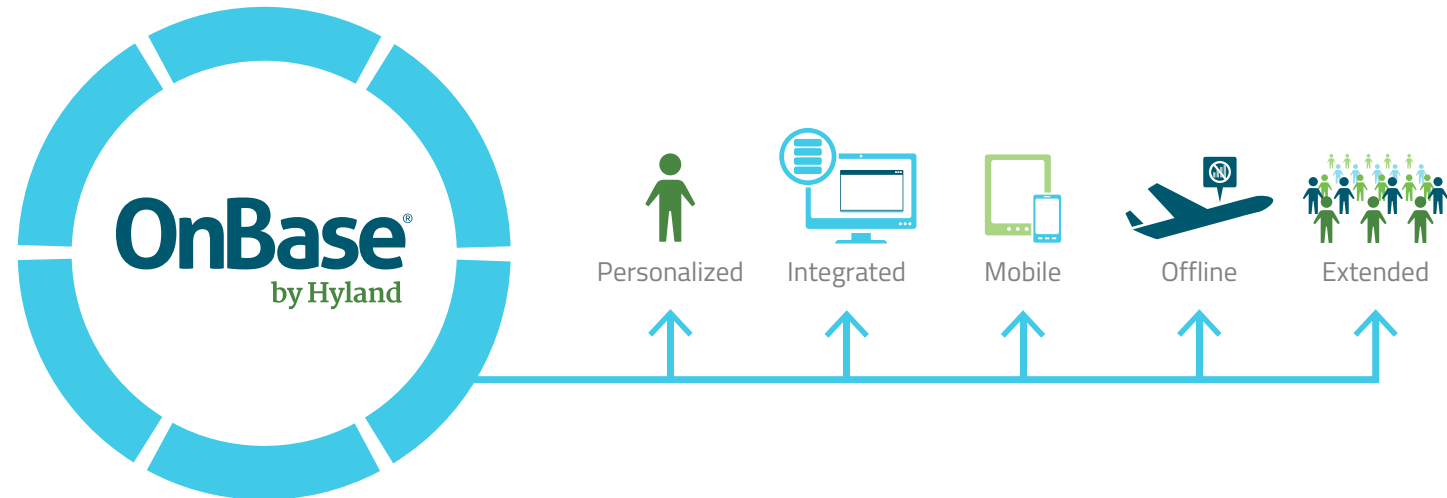 OnBase®
by Hyland
Personalized
Integrated
Mobile
Offline
Extended